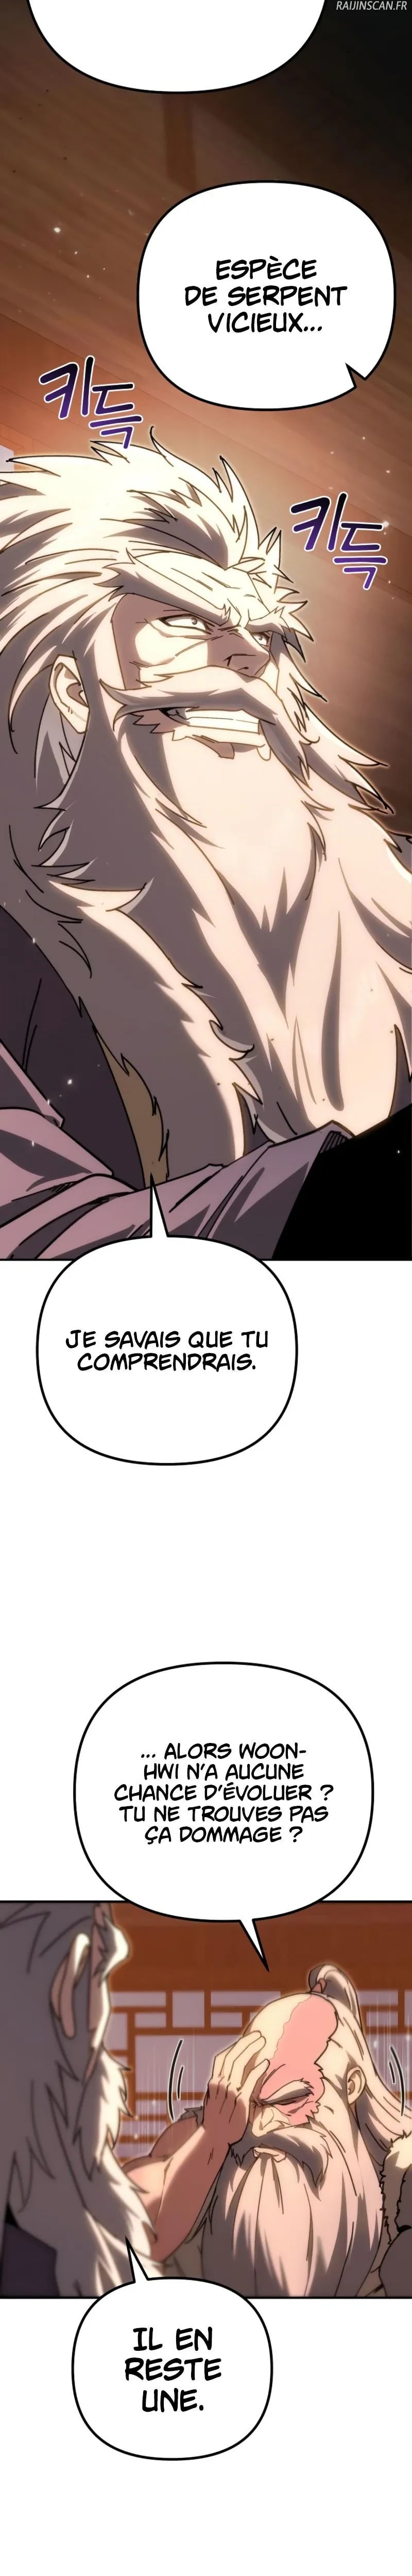 RAIJINSCAN.FR
ESPÈCE
DE SERPENT
VICIEUX...
키득
키득
JE SAVAIS QUE TU
COMPRENDRAIS.
... ALORS WOON-
HWI N'A AUCUNE
CHANCE D'ÉVOLUER ?
TU NE TROUVES PAS
ÇA DOMMAGE ?
IL EN
RESTE
UNE.